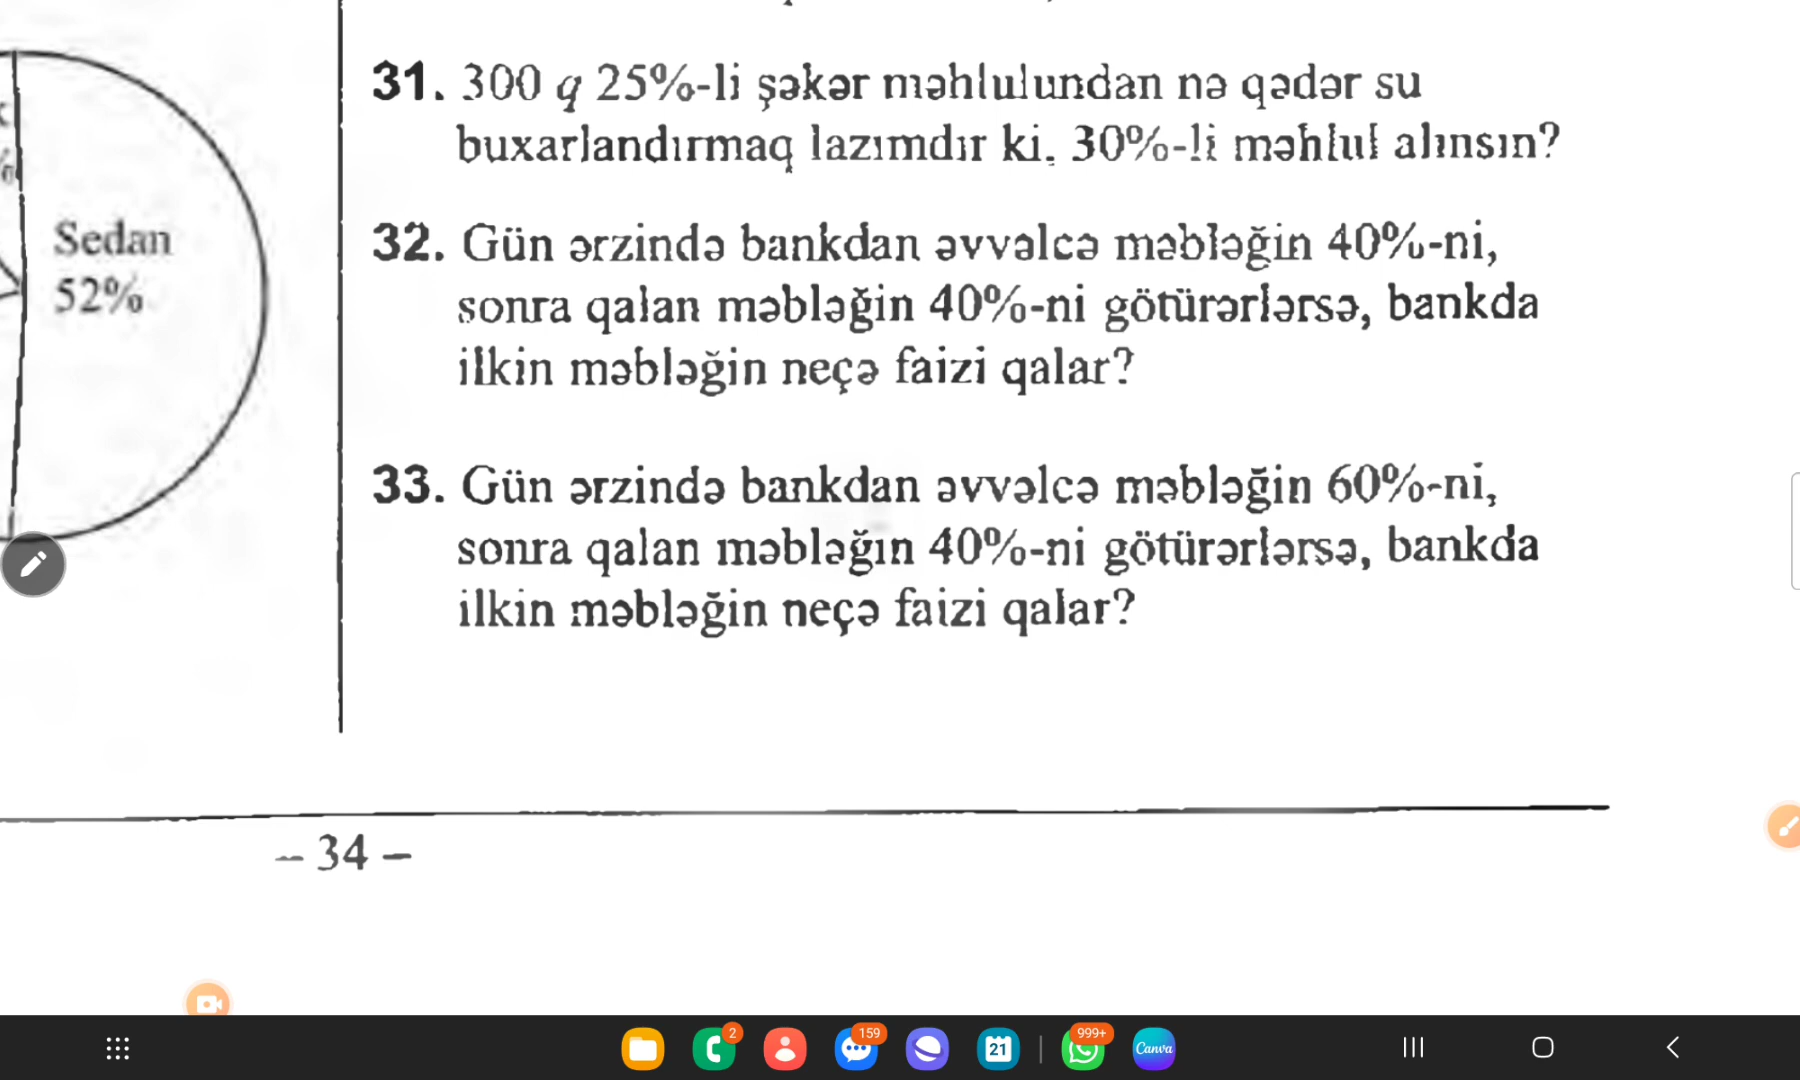 Sedan
52%
31. 300 q 25%-li şəkər məhlulundan nə qədər su
buxarlandırmaq lazımdır ki, 30%-li məhlul alınsın?
32. Gün ərzində bankdan əvvəlcə məbləğin 40%-ni,
sonra qalan məbləğin 40%-ni götürərlərsə, bankda
ilkin məbləğin neçə faizi qalar?
33. Gün ərzində bankdan əvvəlcə məbləğin 60%-ni,
sonra qalan məbləğin 40%-ni götürərlərsə, bankda
ilkin məbləğin neçə faizi qalar?
– 34 –
2
159
21
999+
Canva